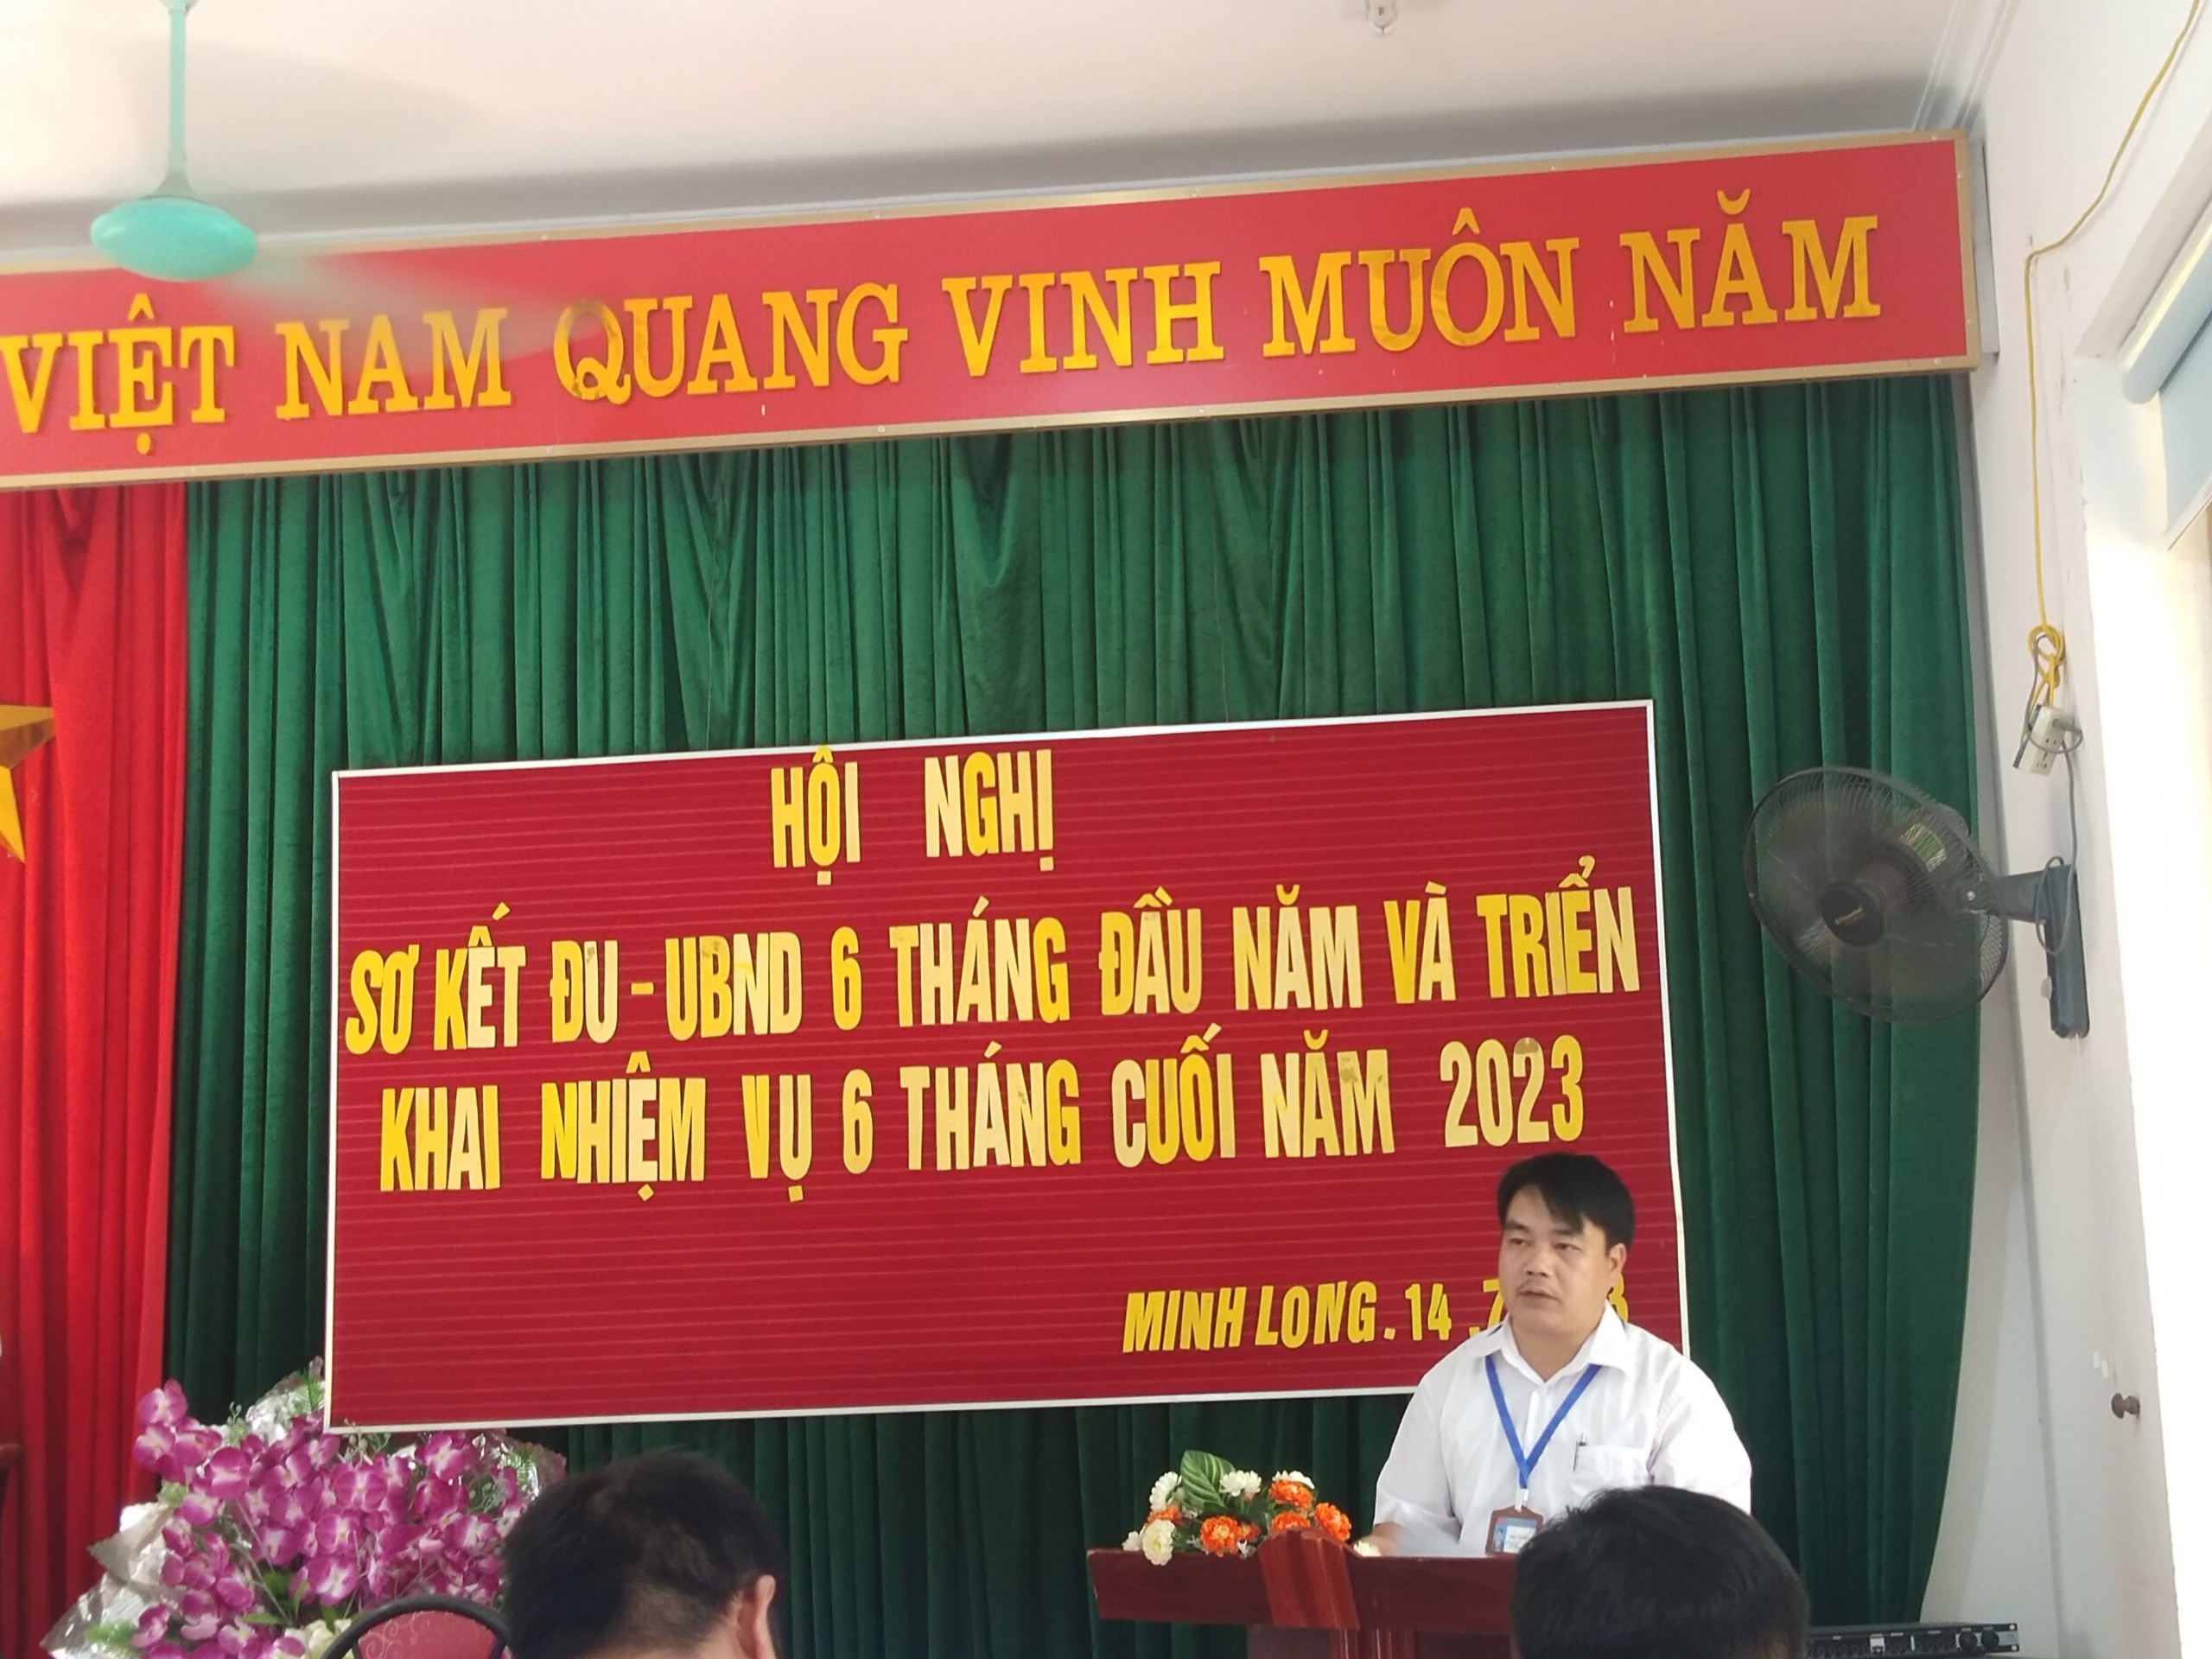 VIỆT NAM QUANG VINH MUÔN NĂM
HỘI NGHỊ
SƠ KẾT ĐU - UBND 6 THÁNG ĐẦU NĂM VÀ TRIỂN
KHAI NHIỆM VỤ 6 THÁNG CUỐI NĂM 2023
MINH LONG . 14 . 7